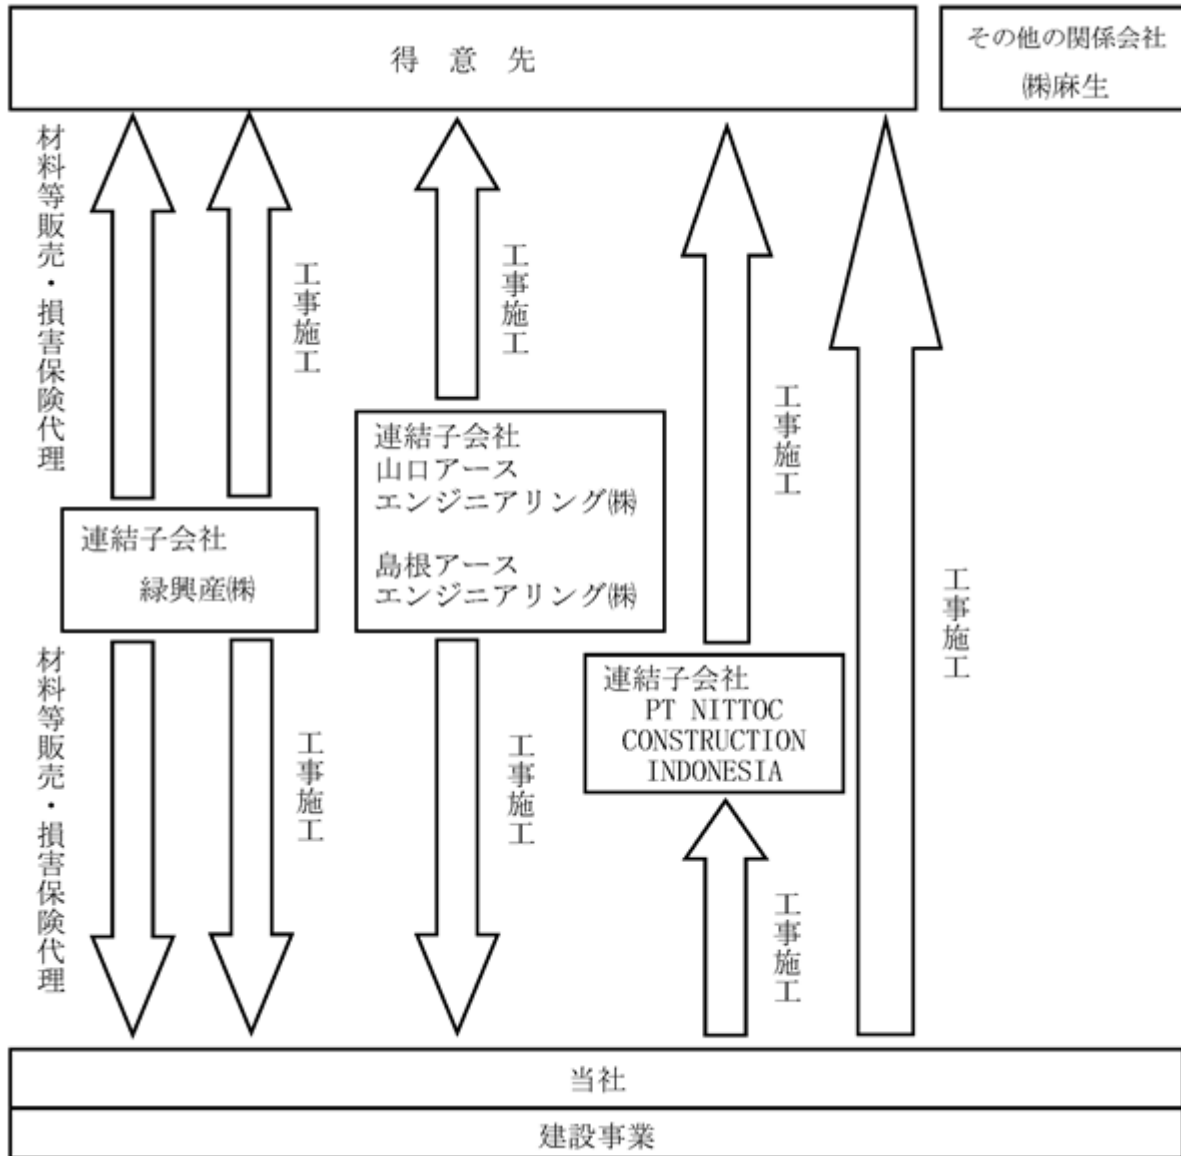 得 意 先
その他の関係会社
㈱麻生
材料等販売・損害保険代理
工事施工
工事施工
工事施工
工事施工
連結子会社
緑興産㈱
連結子会社
山口アース
エンジニアリング㈱
島根アース
エンジニアリング㈱
連結子会社
PT NITTOC
CONSTRUCTION
INDONESIA
材料等販売・損害保険代理
工事施工
工事施工
工事施工
当社
建設事業